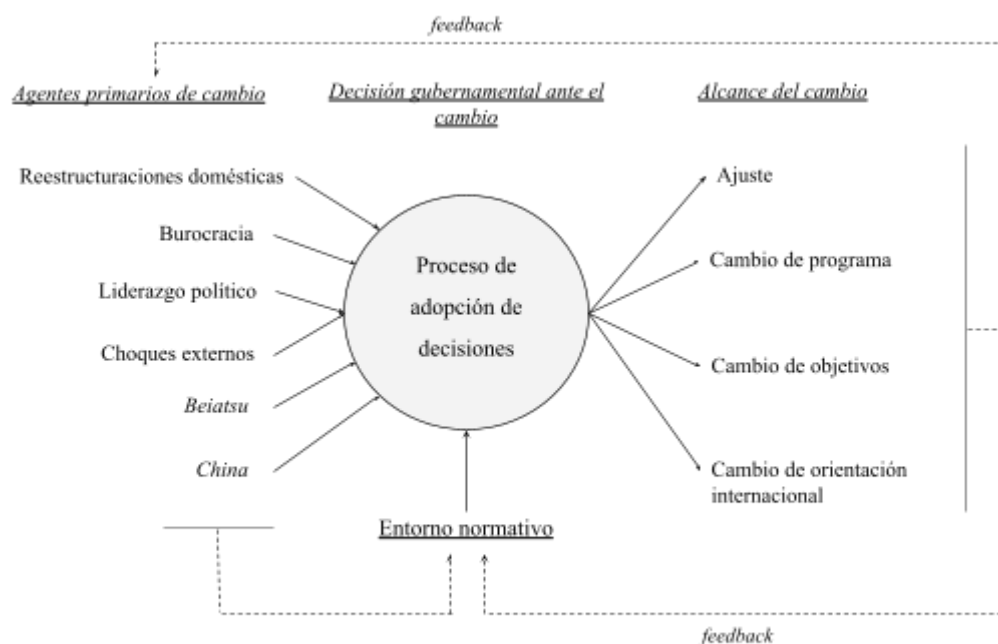 feedback
Agentes primarios de cambio
Decisión gubernamental ante el
cambio
Alcance del cambio
Reestructuraciones domésticas
Burocracia
Liderazgo político
Choques externos
Beiatsu
China
Proceso de
adopción de
decisiones
Ajuste
Cambio de programa
Cambio de objetivos
Cambio de orientación
internacional
Entorno normativo
feedback